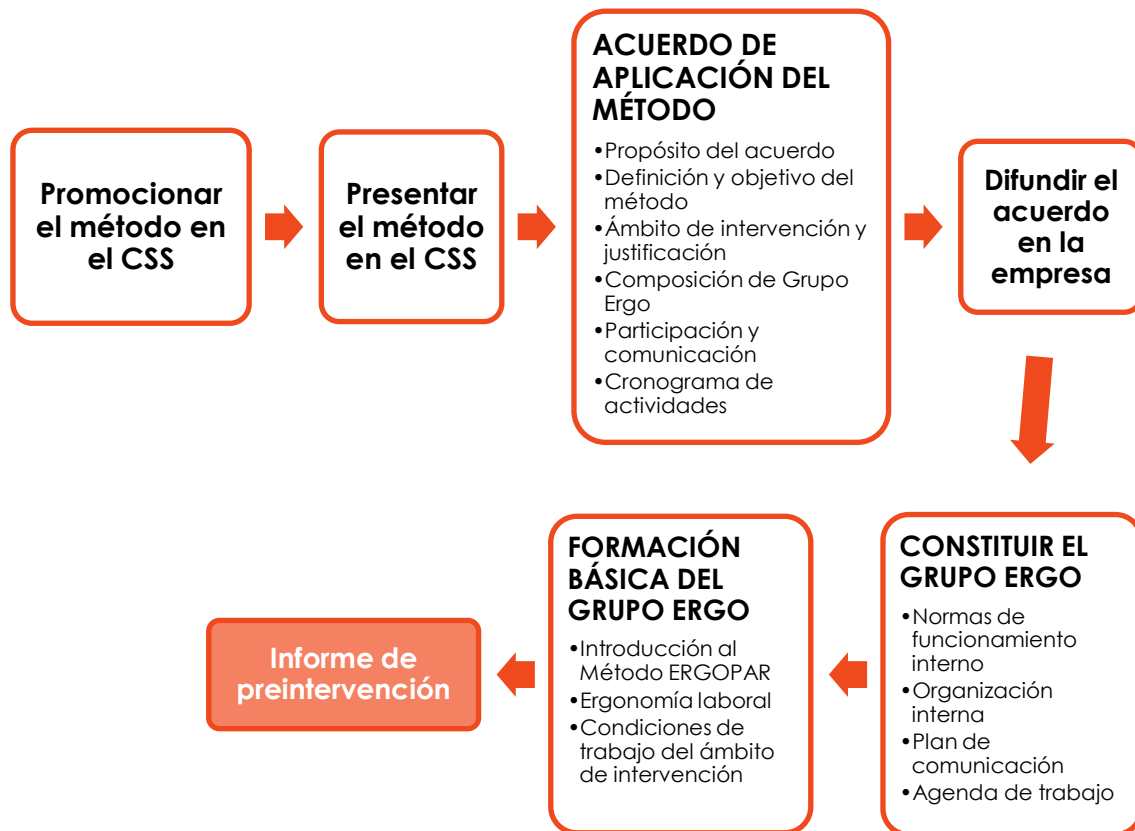 Promocionar
el método en
el CSS
Presentar
el método
en el CSS
ACUERDO DE
APLICACIÓN DEL
MÉTODO
•Propósito del acuerdo
•Definición y objetivo del
método
•Ámbito de intervención y
justificación
•Composición de Grupo
Ergo
•Participación y
comunicación
•Cronograma de
actividades
Difundir el
acuerdo
en la
empresa
CONSTITUIR EL
GRUPO ERGO
•Normas de
funcionamiento
interno
•Organización
interna
•Plan de
comunicación
•Agenda de trabajo
FORMACIÓN
BÁSICA DEL
GRUPO ERGO
•Introducción al
Método ERGOPAR
•Ergonomía laboral
•Condiciones de
trabajo del ámbito
de intervención
Informe de
preintervención